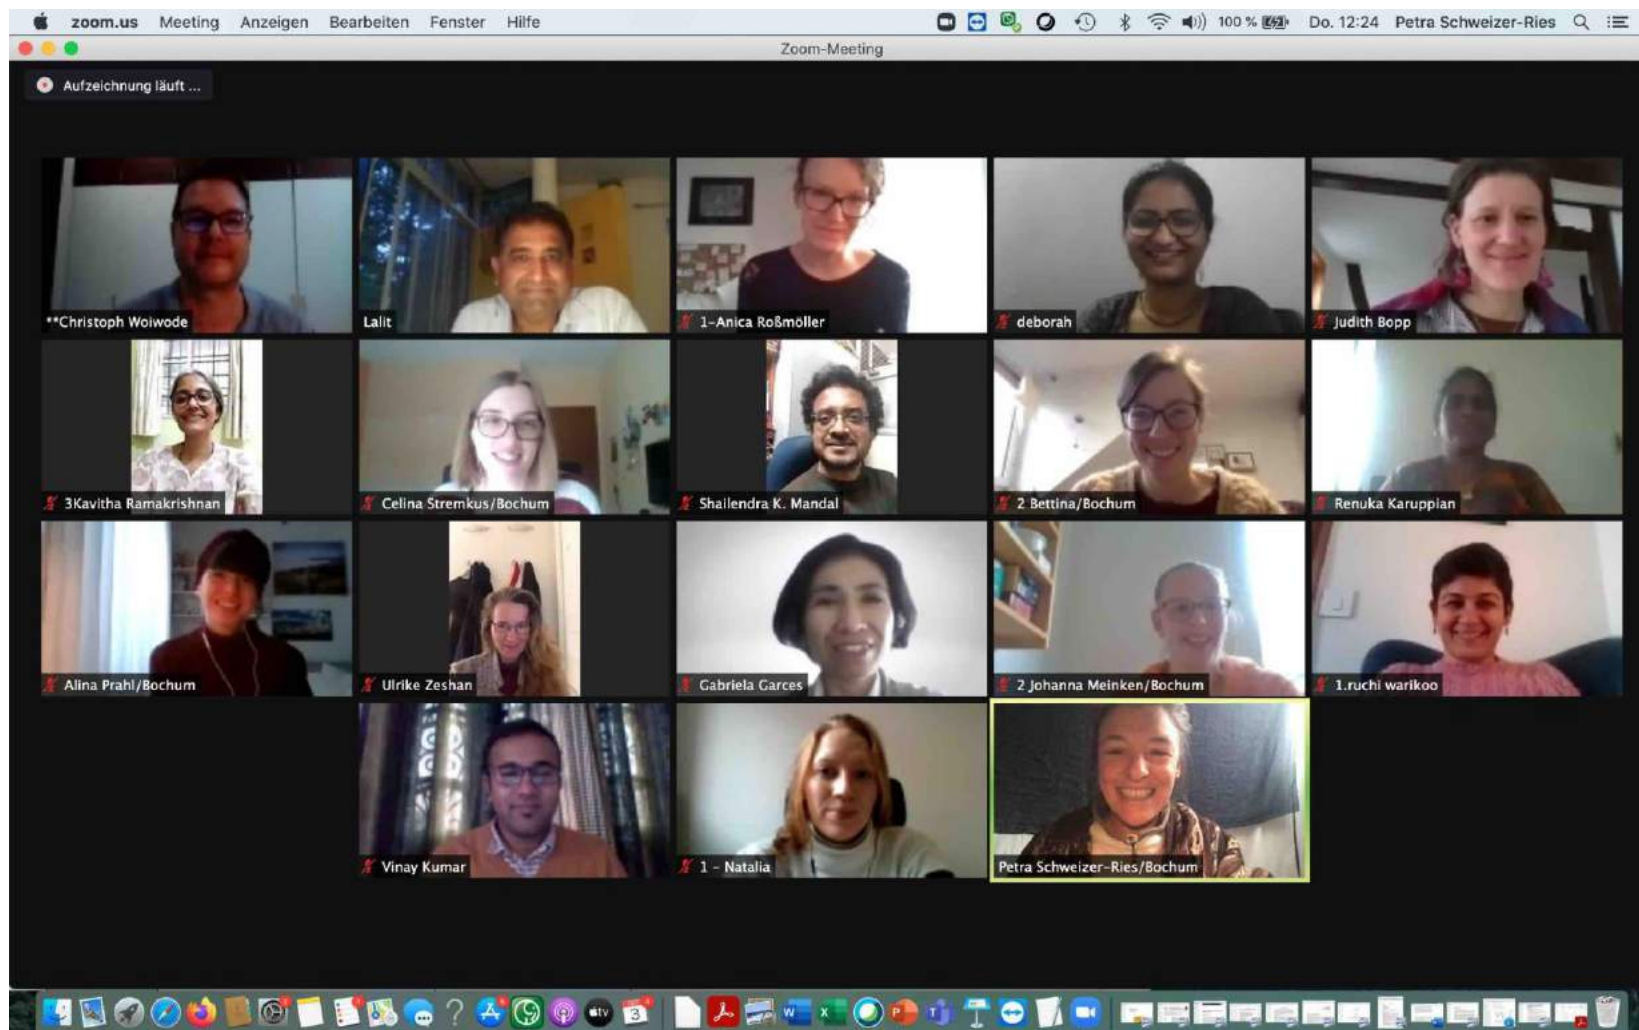 zoom.us Meeting Anzeigen Bearbeiten Fenster Hilfe 100 % Do. 12:24 Petra Schweizer-Ries
Zoom-Meeting
Aufzeichnung läuft ...
**Christoph Woiwode
Lalit
1-Anica Roßmöller
deborah
Judith Bopp
3Kavitha Ramakrishnan
Celina Stremkus/Bochum
Shailendra K. Mandal
2 Bettina/Bochum
Renuka Karuppian
Alina Prahl/Bochum
Ulrike Zeshan
Gabriela Garces
2 Johanna Meinken/Bochum
1.ruchi warikoo
Vinay Kumar
1 - Natalia
Petra Schweizer-Ries/Bochum
tv
3
W
X
P
T